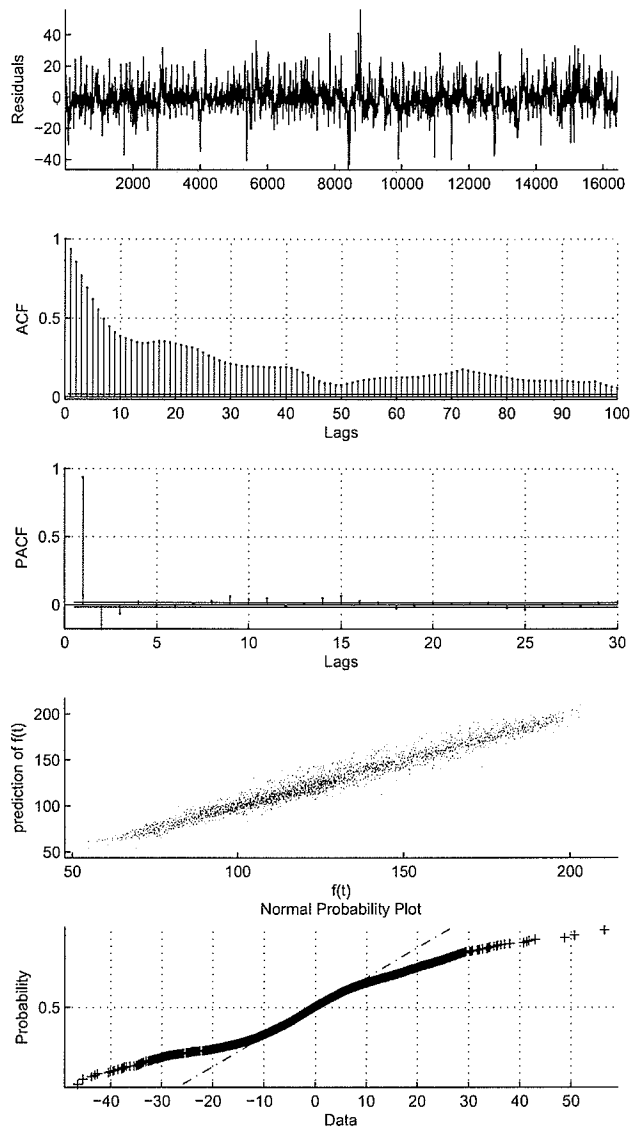 Residuals
40
20
0
−20
−40
2000 4000 6000 8000 10000 12000 14000 16000
ACF
1
0.5
0
0 10 20 30 40 50 60 70 80 90 100
Lags
PACF
1
0.5
0
0 5 10 15 20 25 30
Lags
prediction of f(t)
200
150
100
50
50 100 150 200
f(t)
Normal Probability Plot
Probability
0.5
−40 −30 −20 −10 0 10 20 30 40 50
Data